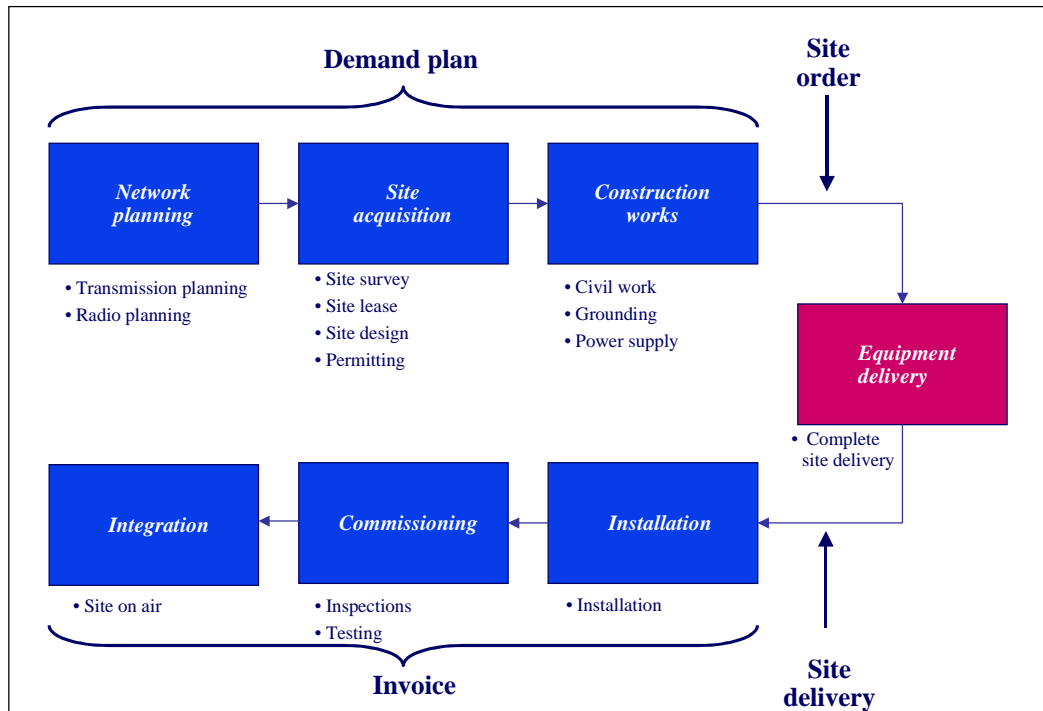 Demand plan
Site
order
Network
planning
Site
acquisition
Construction
works
• Transmission planning
• Radio planning
• Site survey
• Site lease
• Site design
• Permitting
• Civil work
• Grounding
• Power supply
Equipment
delivery
• Complete
site delivery
Integration
Commissioning
Installation
• Site on air
• Inspections
• Testing
• Installation
Invoice
Site
delivery